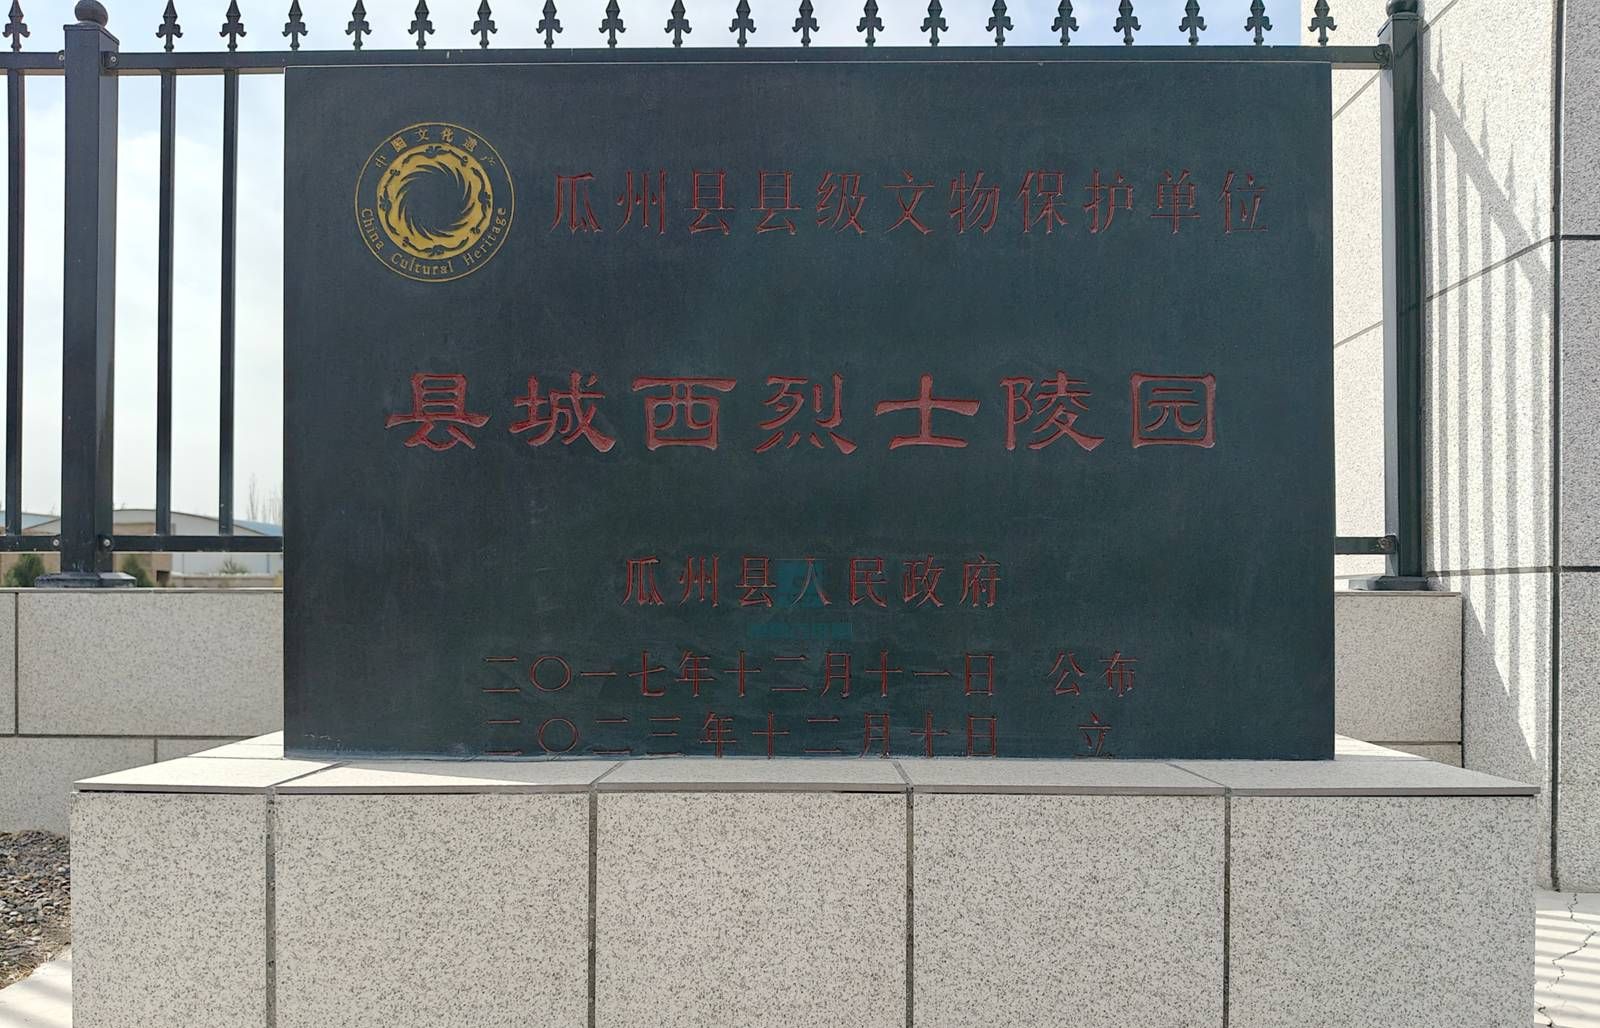 中国文化遗产
China Cultural Heritage
瓜州县县级文物保护单位
县城西烈士陵园
瓜州县人民政府
二〇一七年十二月十一日 公布
二〇二三年十二月十日 立